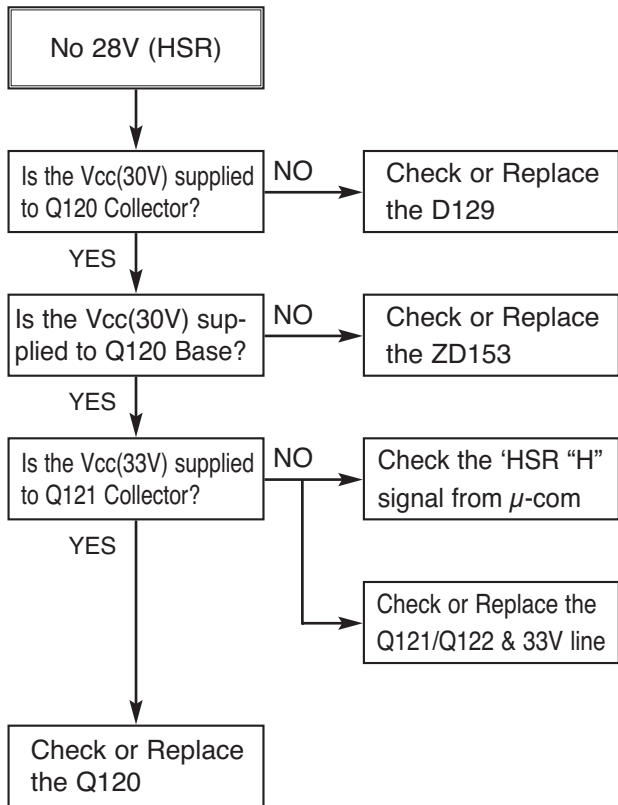 No 28V (HSR)
Is the Vcc(30V) supplied
to Q120 Collector?
NO
Check or Replace
the D129
YES
Is the Vcc(30V) sup-
plied to Q120 Base?
NO
Check or Replace
the ZD153
YES
Is the Vcc(33V) supplied
to Q121 Collector?
NO
Check the ‘HSR “H”
signal from μ-com
YES
Check or Replace the
Q121/Q122 & 33V line
Check or Replace
the Q120